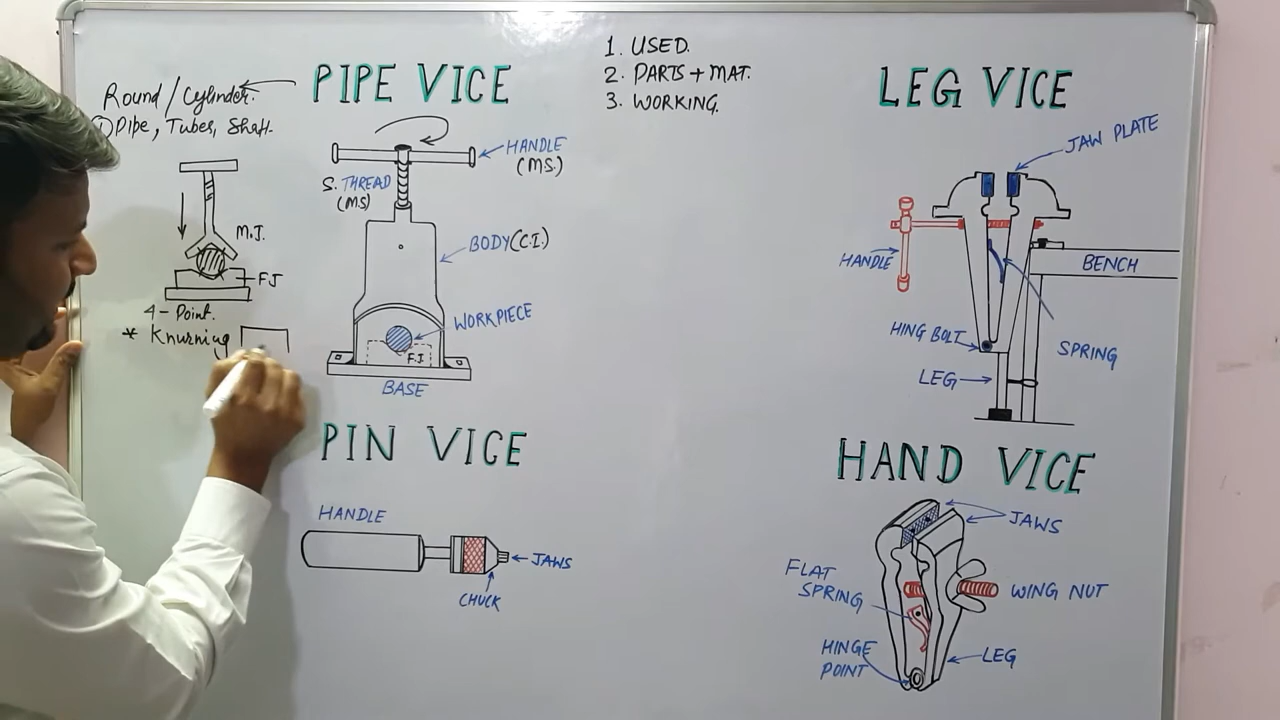 1. USED.
2. PARTS + MAT.
3. WORKING.
Round / Cylinder.
① Pipe, Tubes, Shaft.
M.J.
FJ
4 - Point.
* Knurning
PIPE VICE
HANDLE
(MS.)
S. THREAD
(MS)
BODY (C.I.)
WORKPIECE
F.J
BASE
LEG VICE
JAW PLATE
HANDLE
BENCH
HING BOLT
SPRING
LEG
PIN VICE
HANDLE
JAWS
CHUCK
HAND VICE
JAWS
FLAT
SPRING
WING NUT
HINGE
POINT
LEG